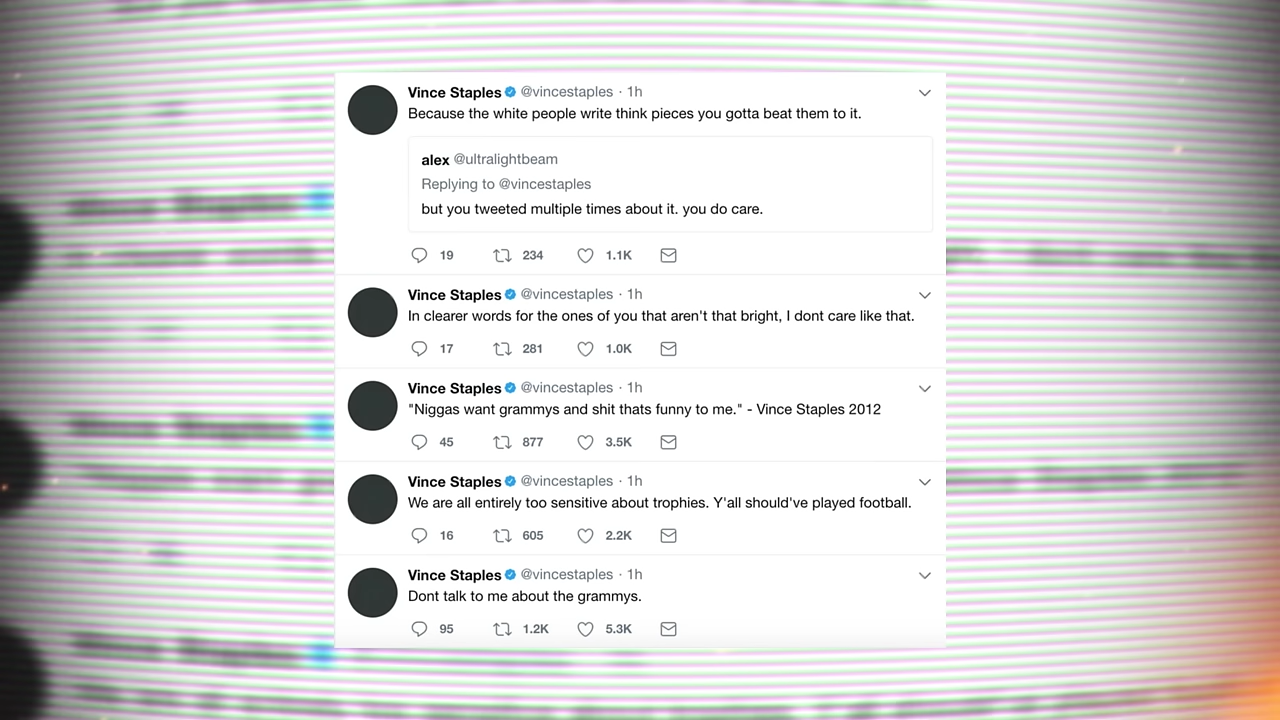 Vince Staples @vincestaples · 1h
Because the white people write think pieces you gotta beat them to it.
alex @ultralightbeam
Replying to @vincestaples
but you tweeted multiple times about it. you do care.
19 234 1.1K
Vince Staples @vincestaples · 1h
In clearer words for the ones of you that aren't that bright, I dont care like that.
17 281 1.0K
Vince Staples @vincestaples · 1h
"Niggas want grammys and shit thats funny to me." - Vince Staples 2012
45 877 3.5K
Vince Staples @vincestaples · 1h
We are all entirely too sensitive about trophies. Y'all should've played football.
16 605 2.2K
Vince Staples @vincestaples · 1h
Dont talk to me about the grammys.
95 1.2K 5.3K